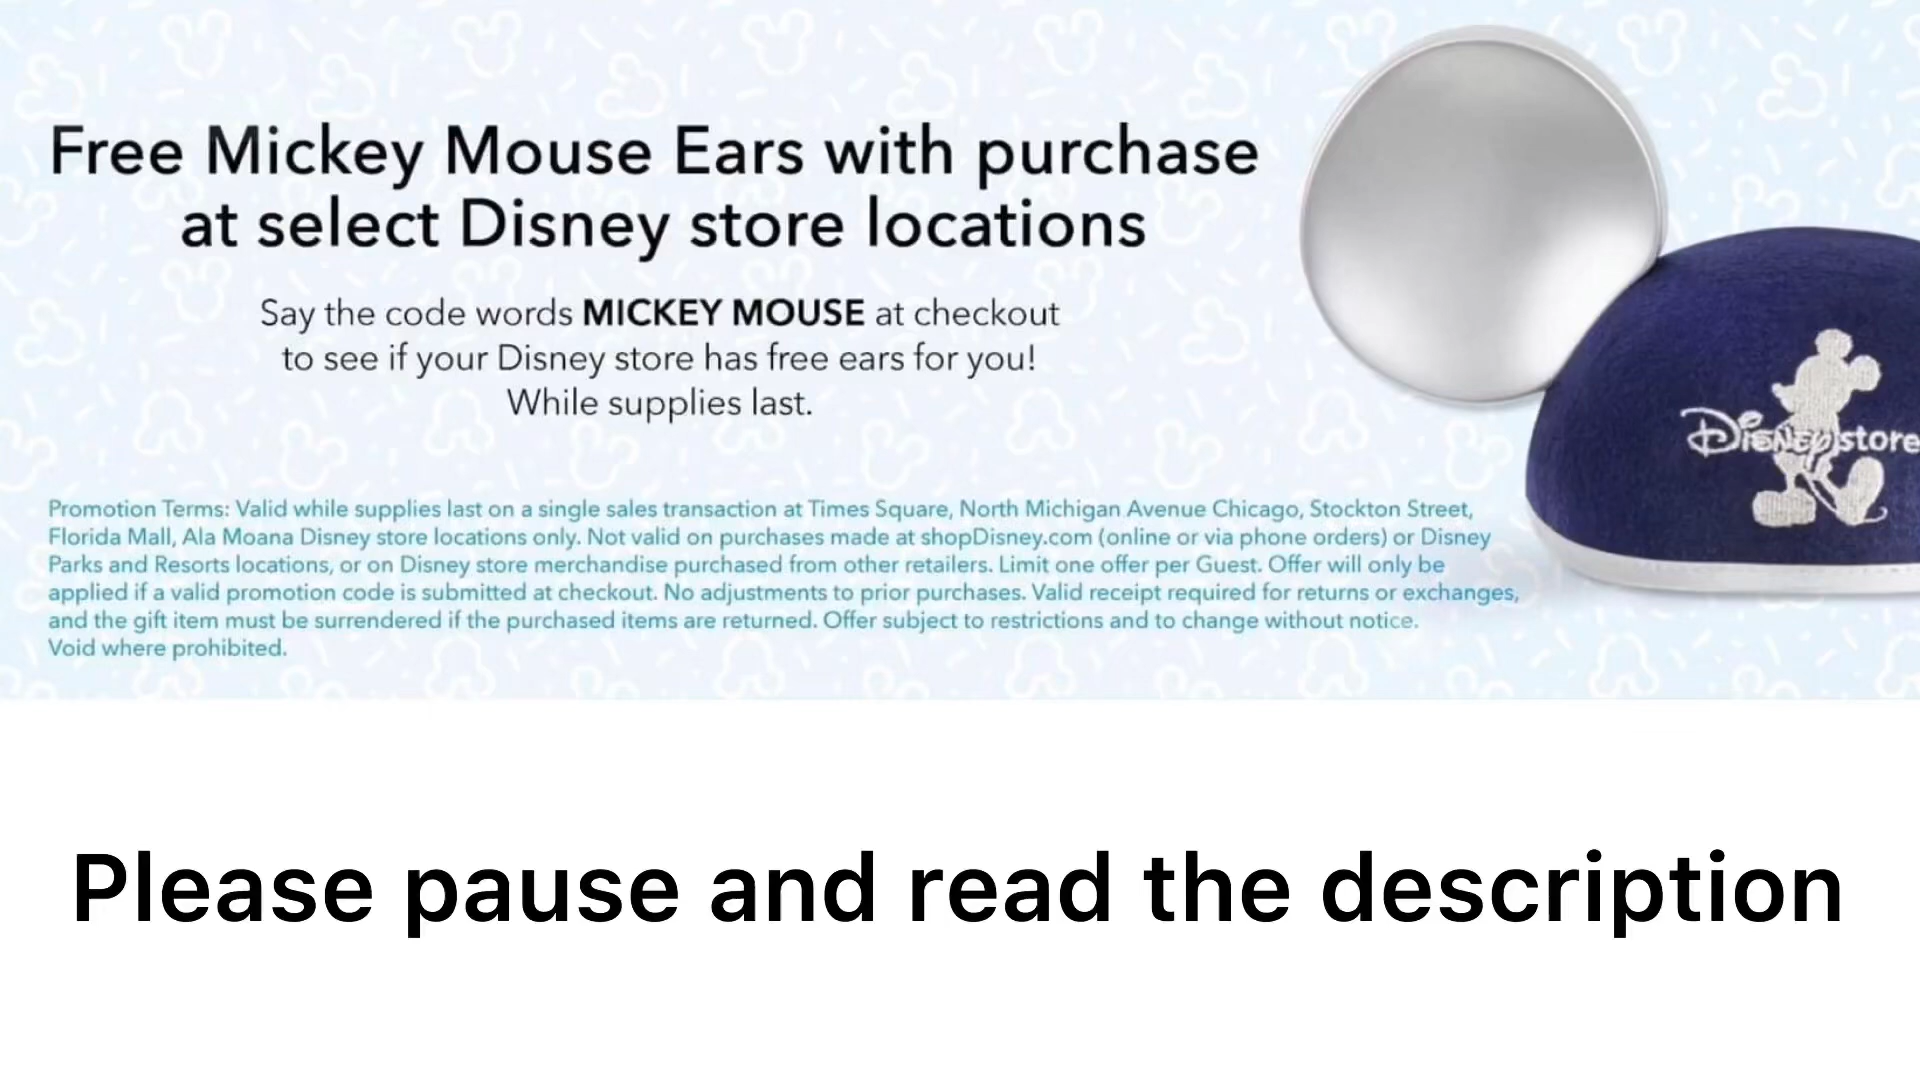 Free Mickey Mouse Ears with purchase
at select Disney store locations
Say the code words MICKEY MOUSE at checkout
to see if your Disney store has free ears for you!
While supplies last.
Disney store
Promotion Terms: Valid while supplies last on a single sales transaction at Times Square, North Michigan Avenue Chicago, Stockton Street,
Florida Mall, Ala Moana Disney store locations only. Not valid on purchases made at shopDisney.com (online or via phone orders) or Disney
Parks and Resorts locations, or on Disney store merchandise purchased from other retailers. Limit one offer per Guest. Offer will only be
applied if a valid promotion code is submitted at checkout. No adjustments to prior purchases. Valid receipt required for returns or exchanges,
and the gift item must be surrendered if the purchased items are returned. Offer subject to restrictions and to change without notice.
Void where prohibited.
Please pause and read the description